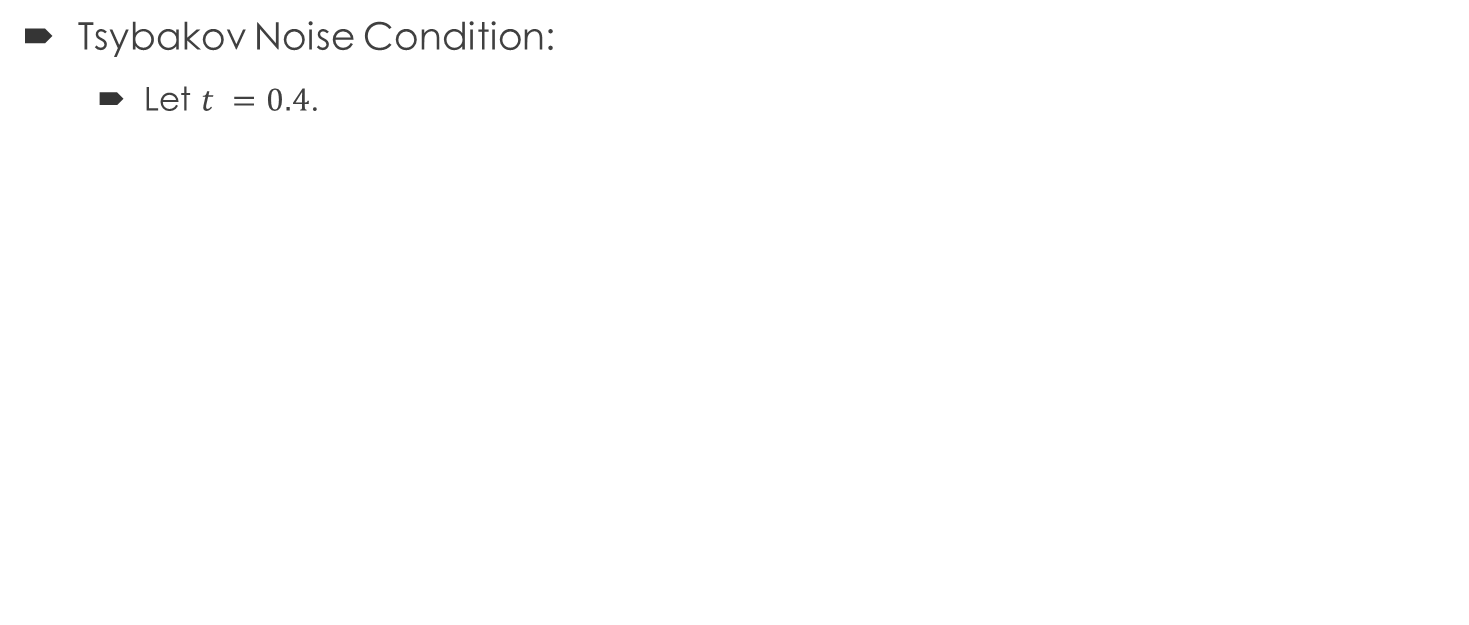 Tsybakov Noise Condition:
Let t = 0.4.